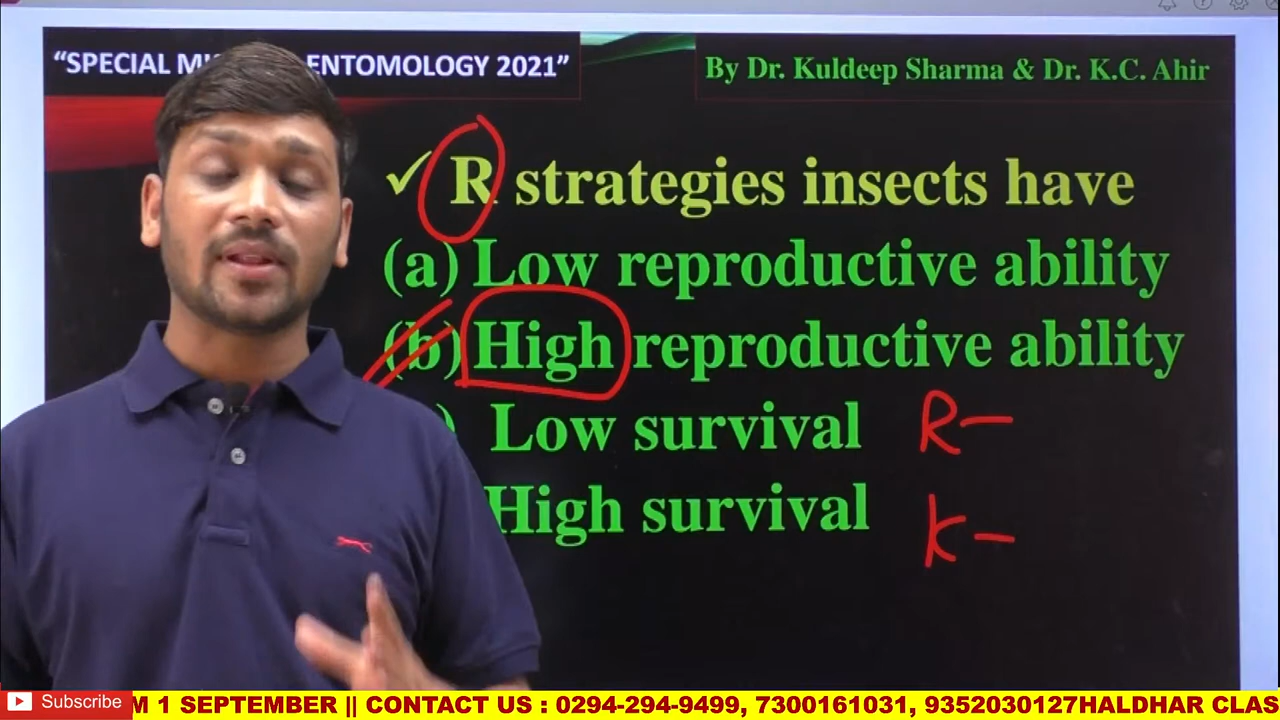 “SPECIAL ENTOMOLOGY 2021”
By Dr. Kuldeep Sharma & Dr. K.C. Ahir
✓ R strategies insects have
(a) Low reproductive ability
(b) High reproductive ability
Low survival
High survival
R-
K-
Subscribe
M 1 SEPTEMBER || CONTACT US : 0294-294-9499, 7300161031, 9352030127HALDHAR CLAS